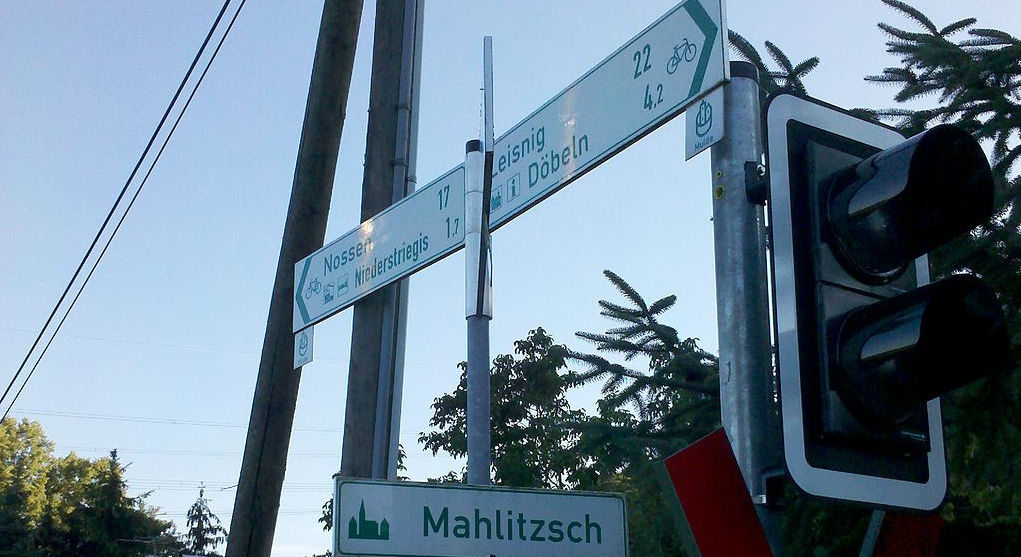 22
4.2
Leisnig
Döbeln
Mulde
17
1.7
Nossen
Niederstriegis
Mahlitzsch